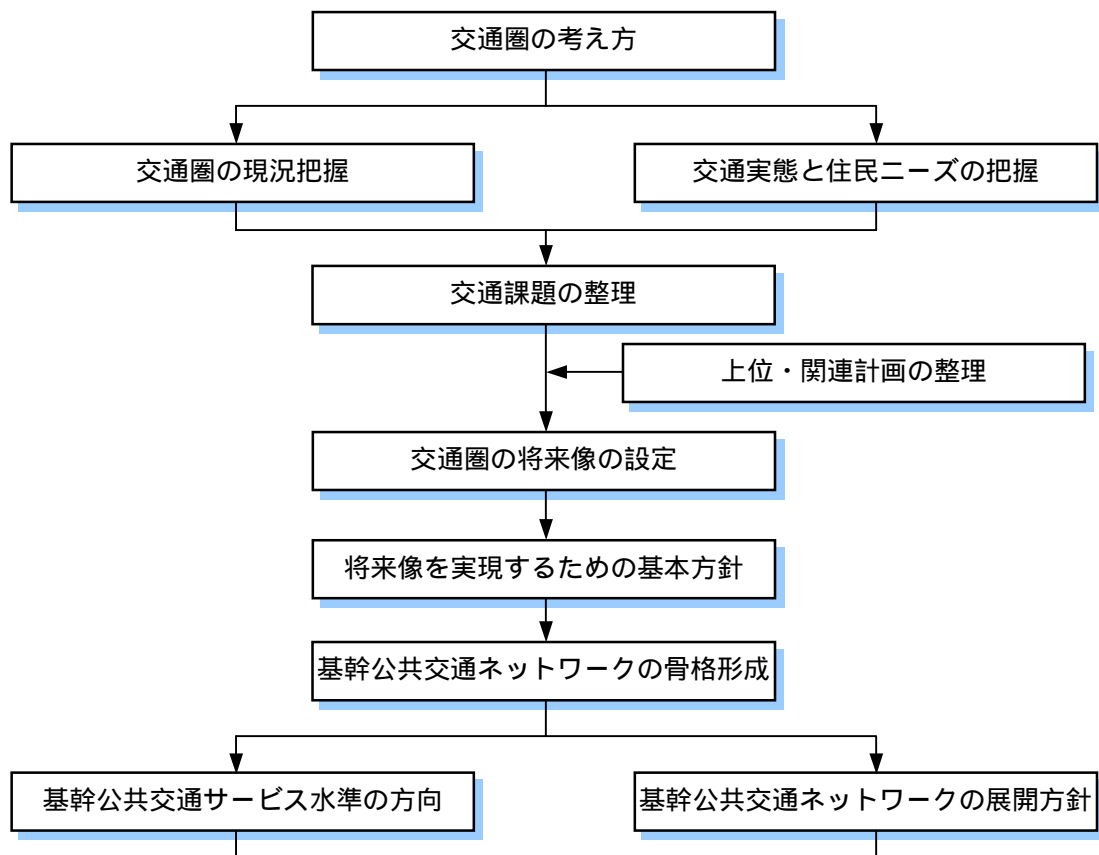 交通圏の考え方
交通圏の現況把握
交通実態と住民ニーズの把握
交通課題の整理
上位・関連計画の整理
交通圏の将来像の設定
将来像を実現するための基本方針
基幹公共交通ネットワークの骨格形成
基幹公共交通サービス水準の方向
基幹公共交通ネットワークの展開方針